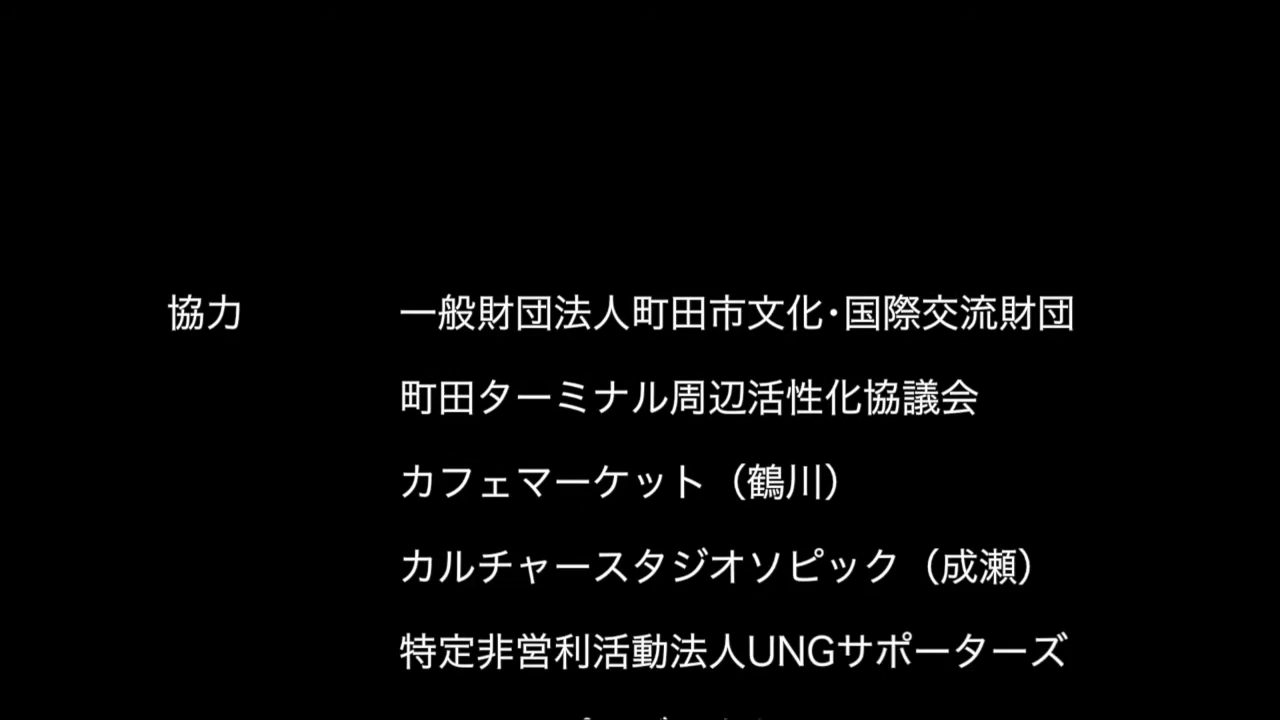 協力 一般財団法人町田市文化・国際交流財団
町田ターミナル周辺活性化協議会
カフェマーケット（鶴川）
カルチャースタジオソピック（成瀬）
特定非営利活動法人UNGサポーターズ